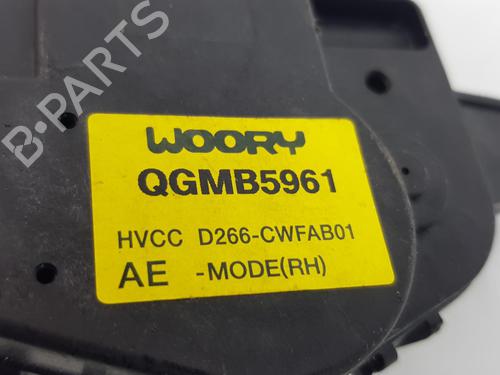 B-PARTS
WOORY
QGMB5961
HVCC D266-CWFAB01
AE -MODE(RH)